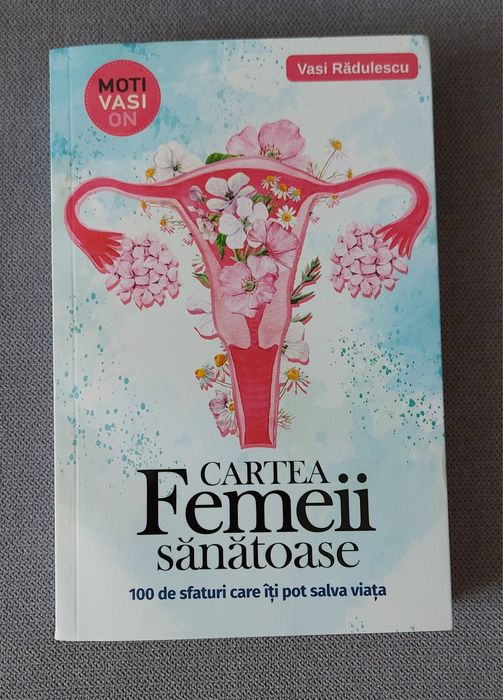 MOTI
VASI
ON
Vasi Rădulescu
CARTEA
Femeii
sănătoase
100 de sfaturi care îți pot salva viața